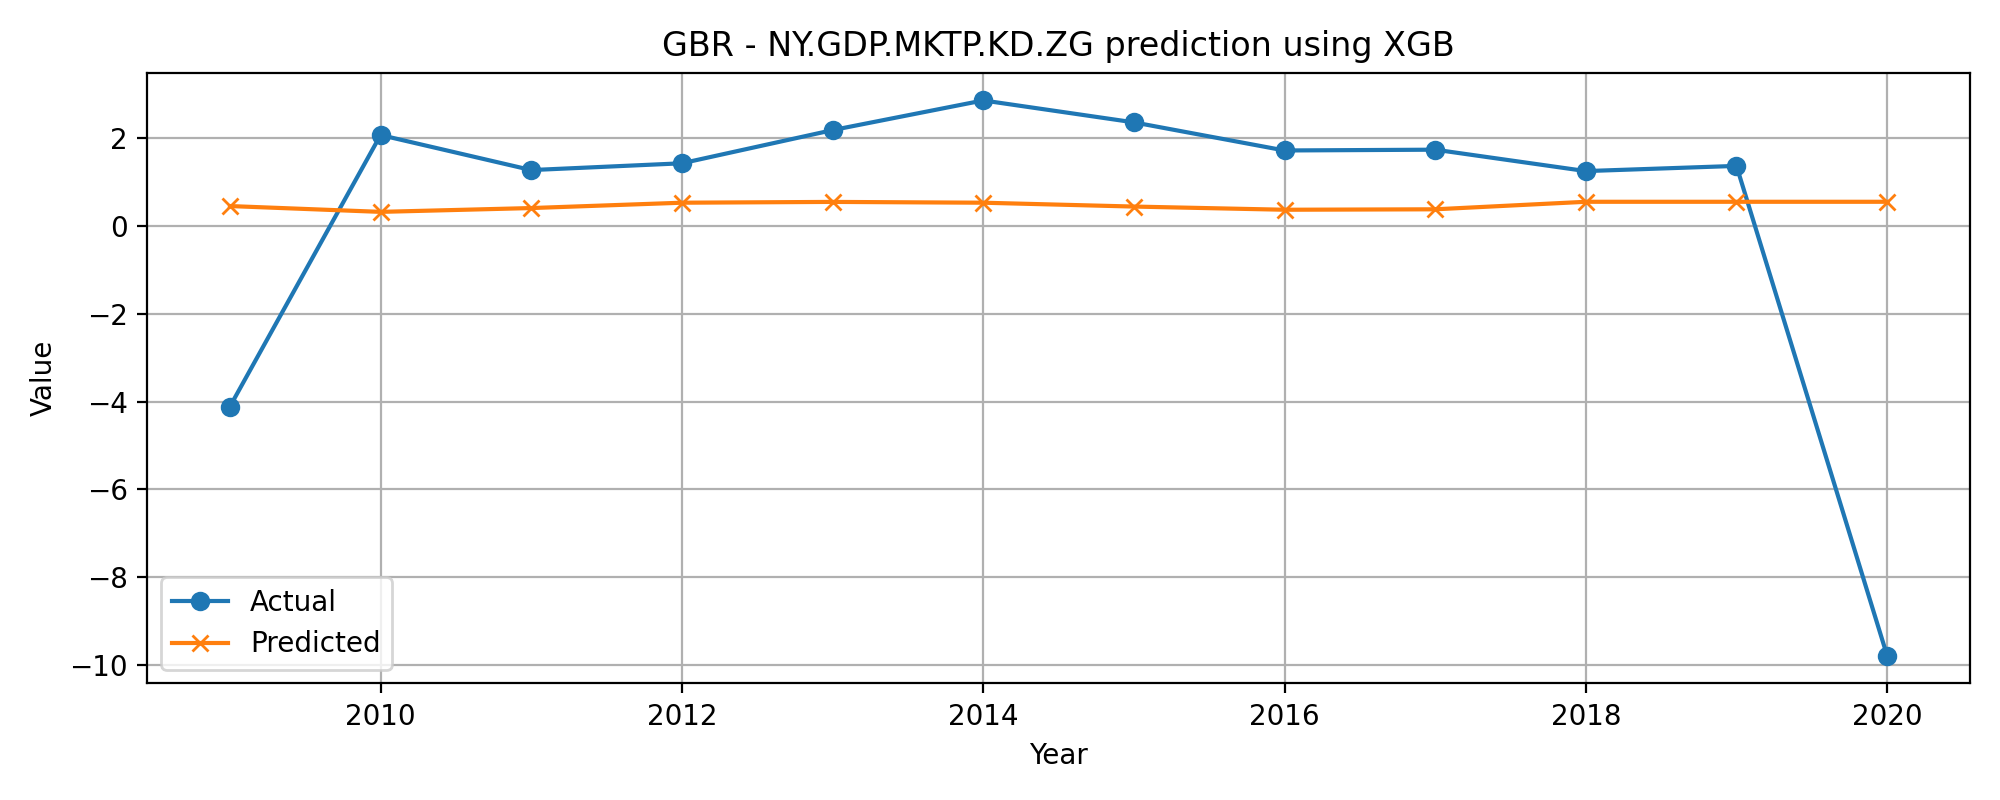 GBR - NY.GDP.MKTP.KD.ZG prediction using XGB
Value
2
0
−2
−4
−6
−8
−10
Actual
Predicted
2010 2012 2014 2016 2018 2020
Year